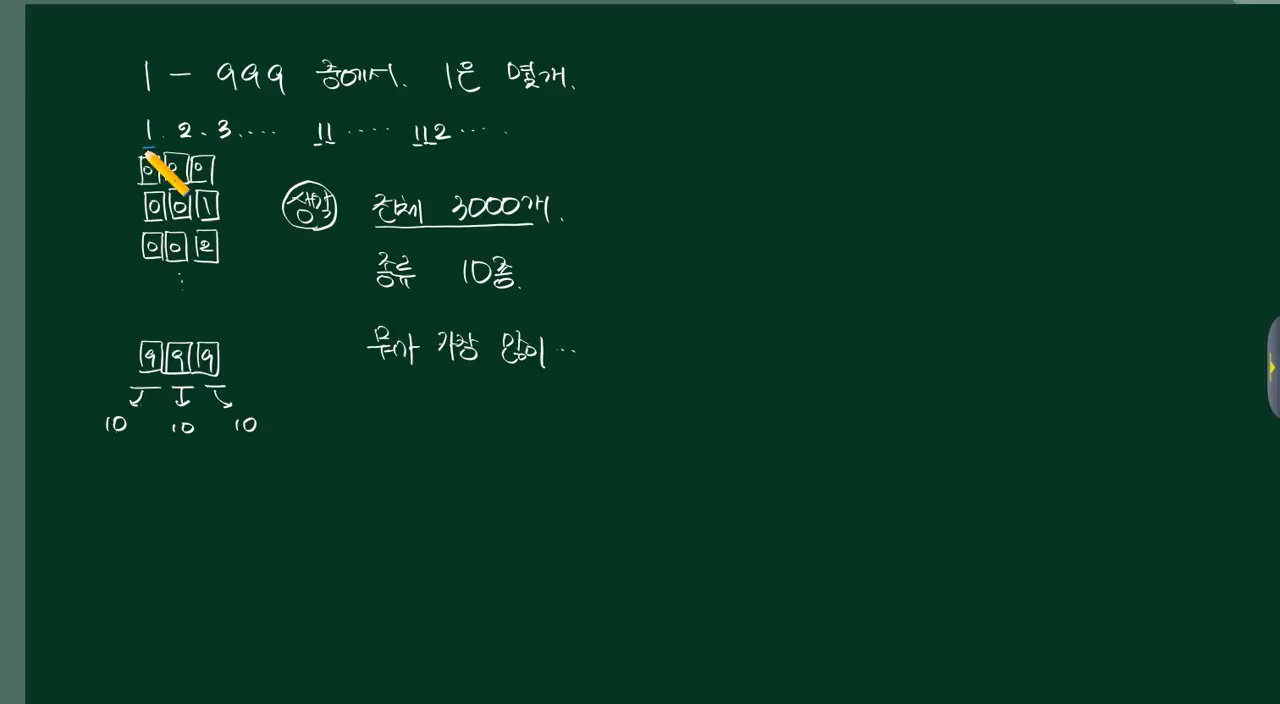 1 - 999 중에서. 1은 몇개.
1. 2. 3. .... 11 .... 112 ....
0 0 0
0 0 1
생각 전체 3000개.
0 0 2
종류 10종.
⋮
9 9 9
뭐가 가장 많이 ...
10 10 10